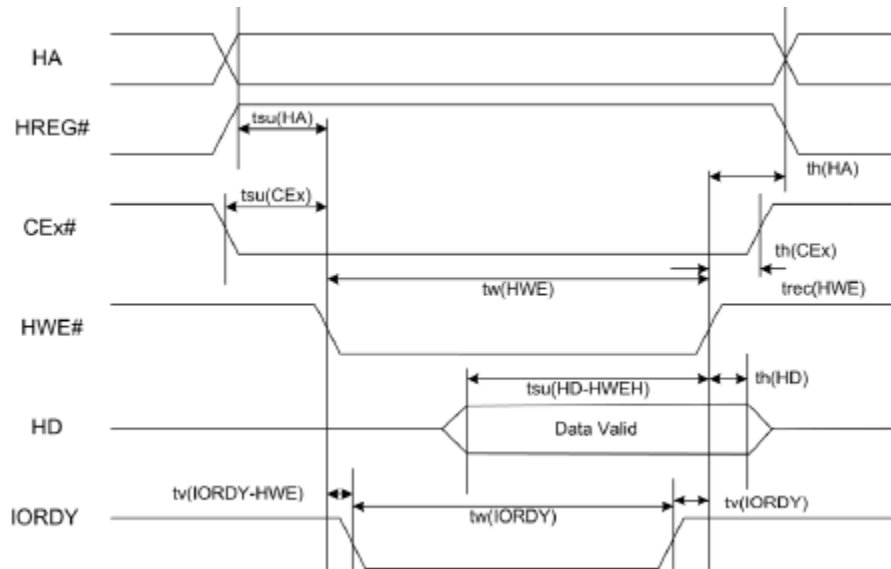 HA
HREG#
tsu(HA)
th(HA)
tsu(CEx)
CEx#
th(CEx)
tw(HWE)
trec(HWE)
HWE#
th(HD)
tsu(HD-HWEH)
HD
Data Valid
tv(IORDY-HWE)
tv(IORDY)
IORDY
tw(IORDY)